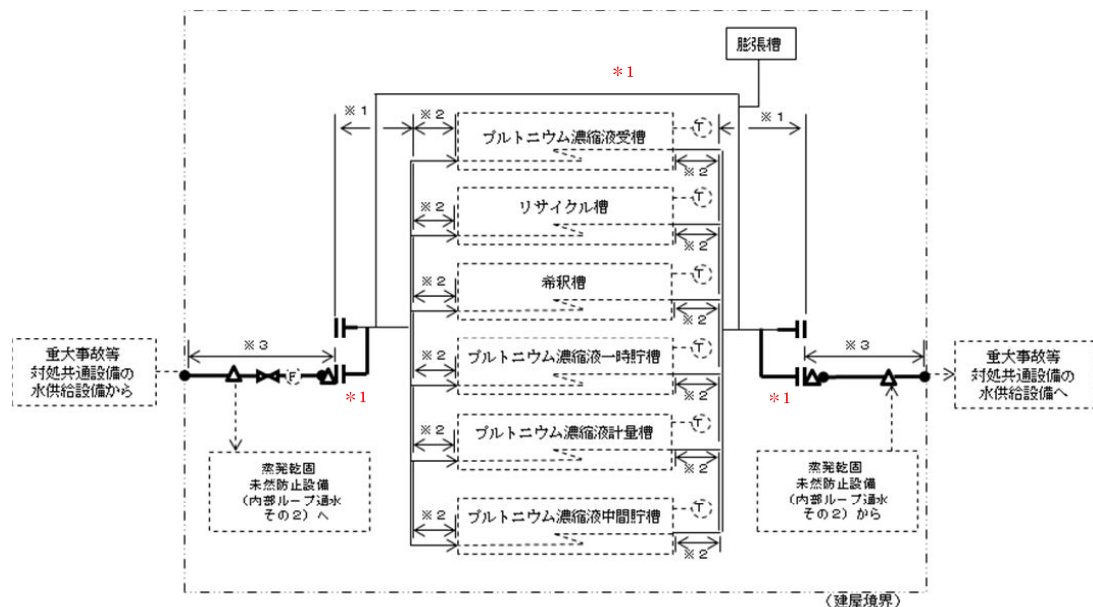 膨張槽
*1
※1
※2
プルトニウム濃縮液受槽
T
※1
※2
※2
リサイクル槽
T
※2
※2
希釈槽
T
※2
※3
※2
プルトニウム濃縮液一時貯槽
T
※2
※3
重大事故等
対処共通設備の
水供給設備から
F
*1
*1
重大事故等
対処共通設備の
水供給設備へ
※2
プルトニウム濃縮液計量槽
T
※2
蒸発乾固
未然防止設備
(内部ループ通水
その2)へ
蒸発乾固
未然防止設備
(内部ループ通水
その2)から
※2
プルトニウム濃縮液中間貯槽
T
※2
(建屋境界)